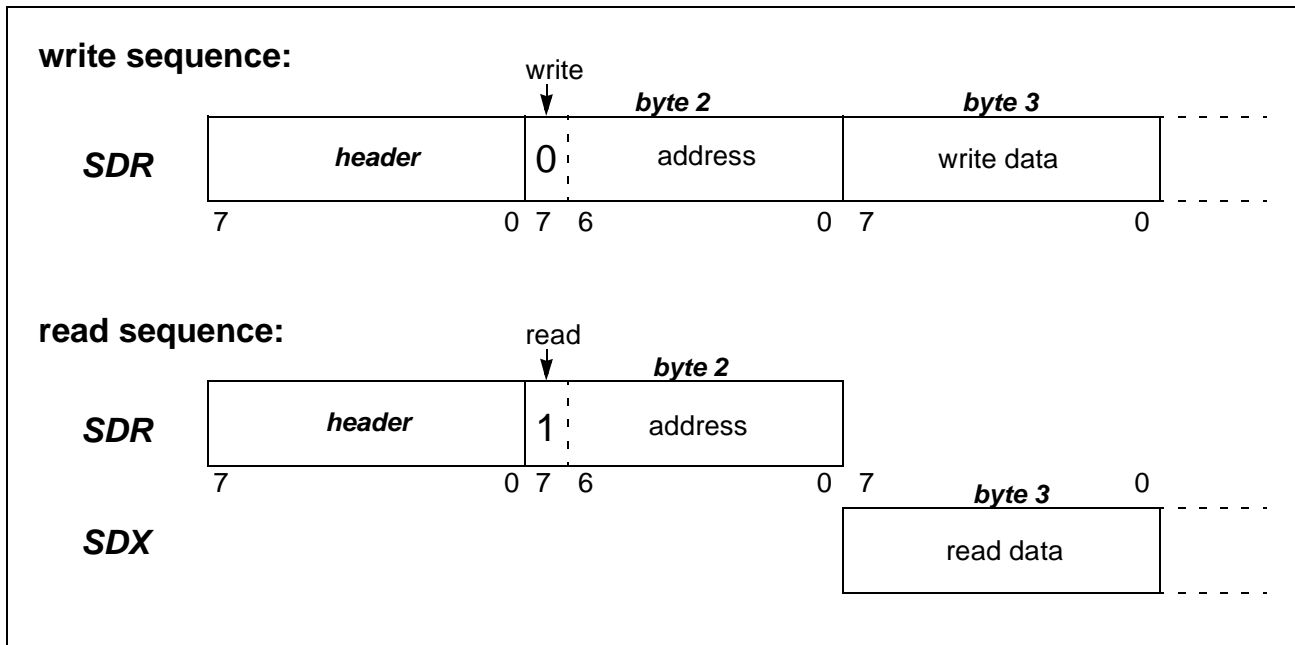 write sequence:
write
byte 2 byte 3
SDR header 0 address write data
7 0 7 6 0 7 0
read sequence:
read
byte 2
SDR header 1 address
7 0 7 6 0 7 0
byte 3
SDX read data